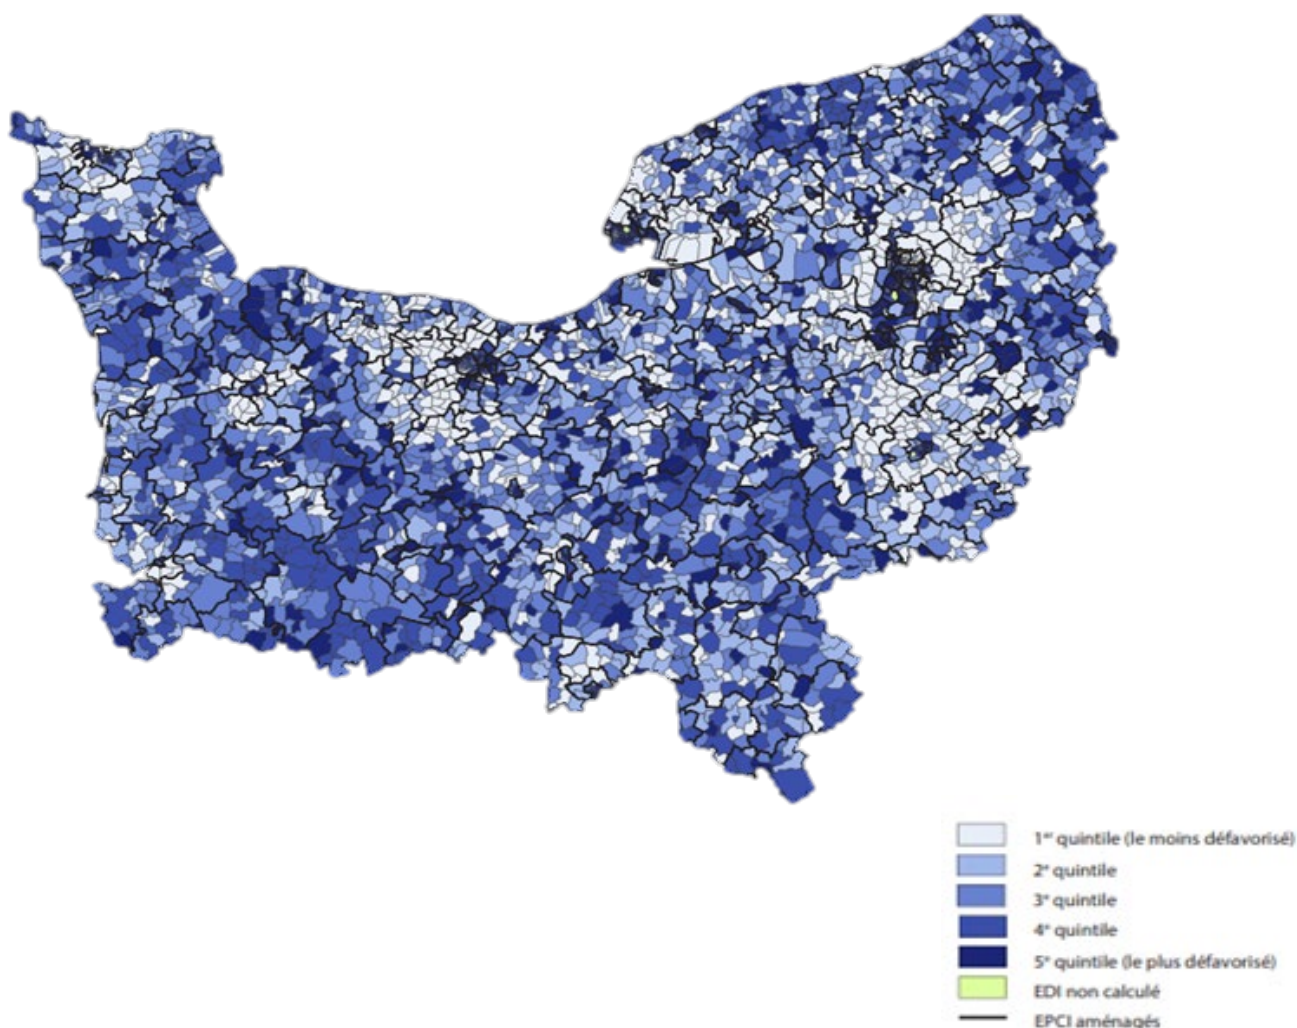 1er quintile (le moins défavorisé)
2e quintile
3e quintile
4e quintile
5e quintile (le plus défavorisé)
EDI non calculé
EPCI aménagés